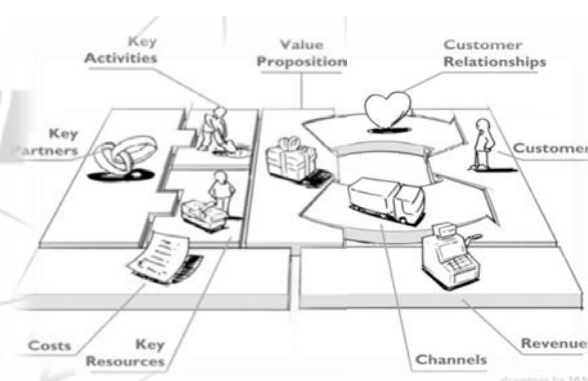 Key
Activities
Value
Proposition
Customer
Relationships
Key
Partners
Customer
Costs
Key
Resources
Channels
Revenue